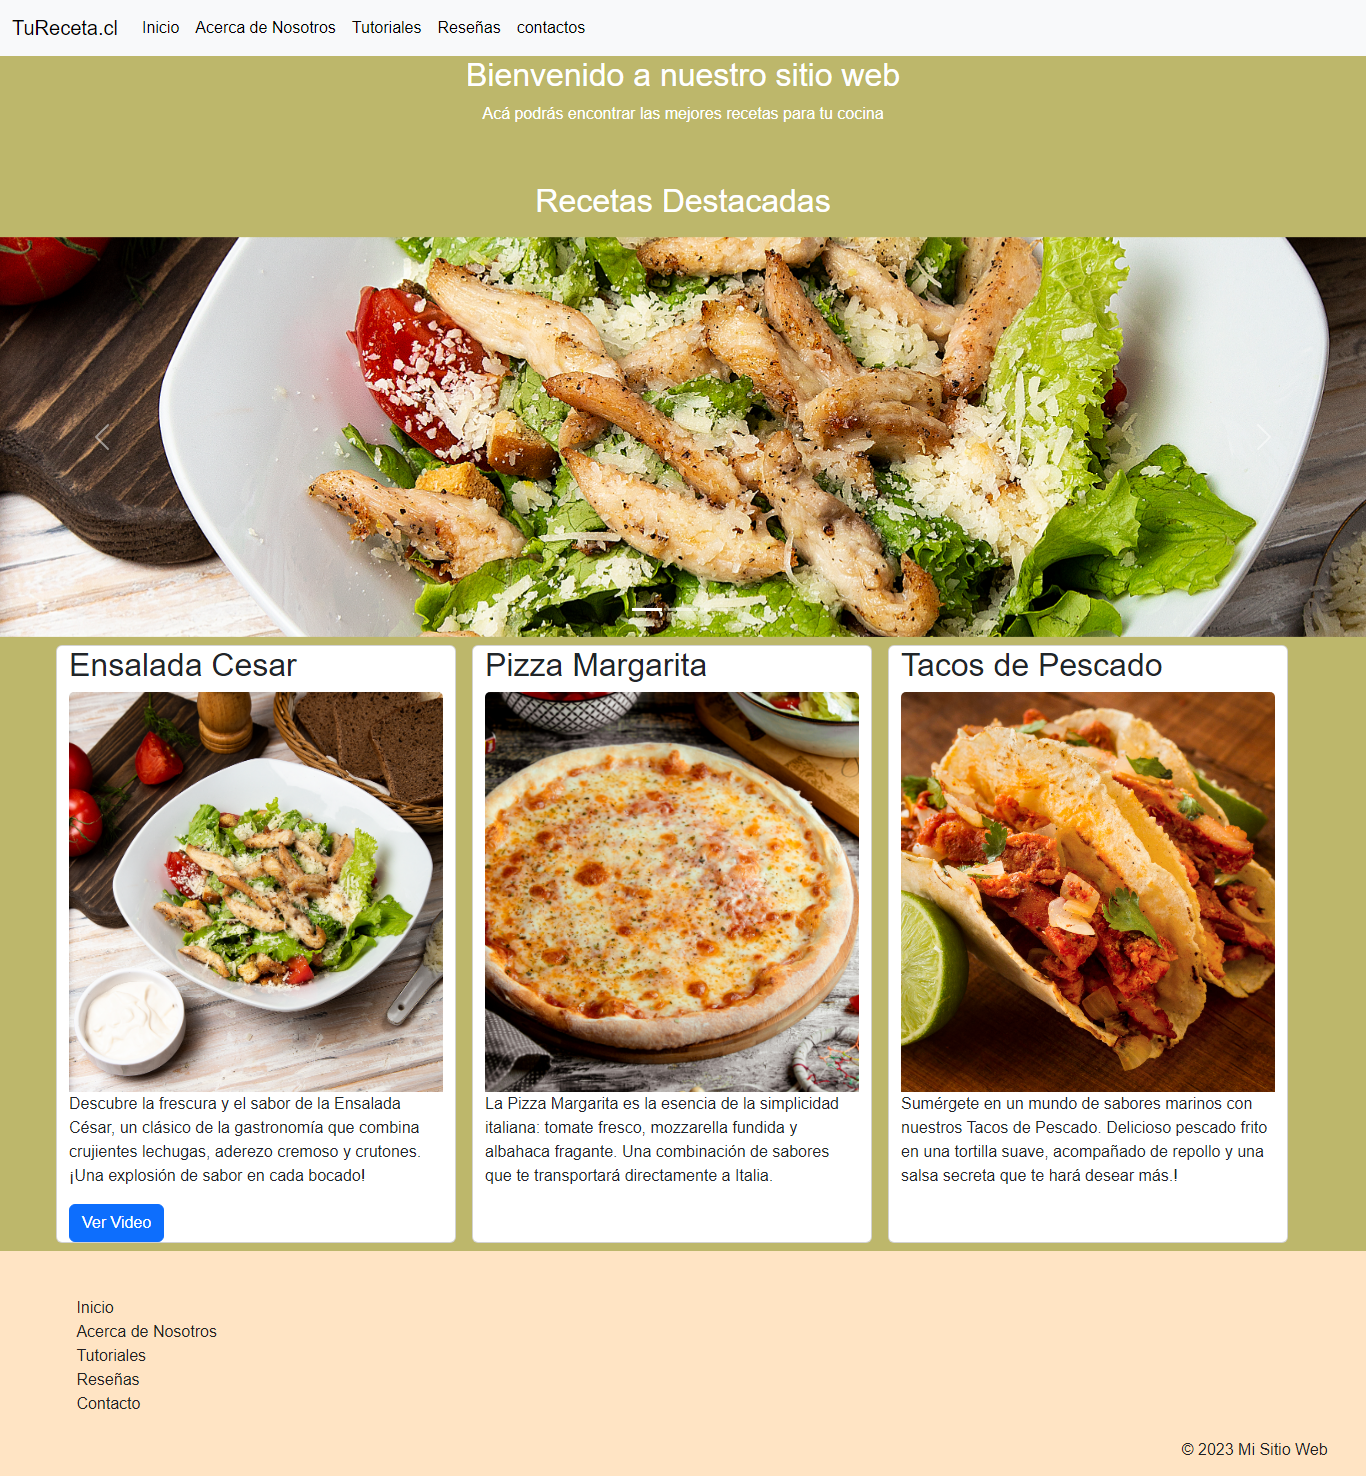 TuReceta.cl Inicio Acerca de Nosotros Tutoriales Reseñas contactos
Bienvenido a nuestro sitio web
Acá podrás encontrar las mejores recetas para tu cocina
Recetas Destacadas
Ensalada Cesar
Descubre la frescura y el sabor de la Ensalada
César, un clásico de la gastronomía que combina
crujientes lechugas, aderezo cremoso y crutones.
¡Una explosión de sabor en cada bocado!
Ver Video
Pizza Margarita
La Pizza Margarita es la esencia de la simplicidad
italiana: tomate fresco, mozzarella fundida y
albahaca fragante. Una combinación de sabores
que te transportará directamente a Italia.
Tacos de Pescado
Sumérgete en un mundo de sabores marinos con
nuestros Tacos de Pescado. Delicioso pescado frito
en una tortilla suave, acompañado de repollo y una
salsa secreta que te hará desear más.!
Inicio
Acerca de Nosotros
Tutoriales
Reseñas
Contacto
© 2023 Mi Sitio Web